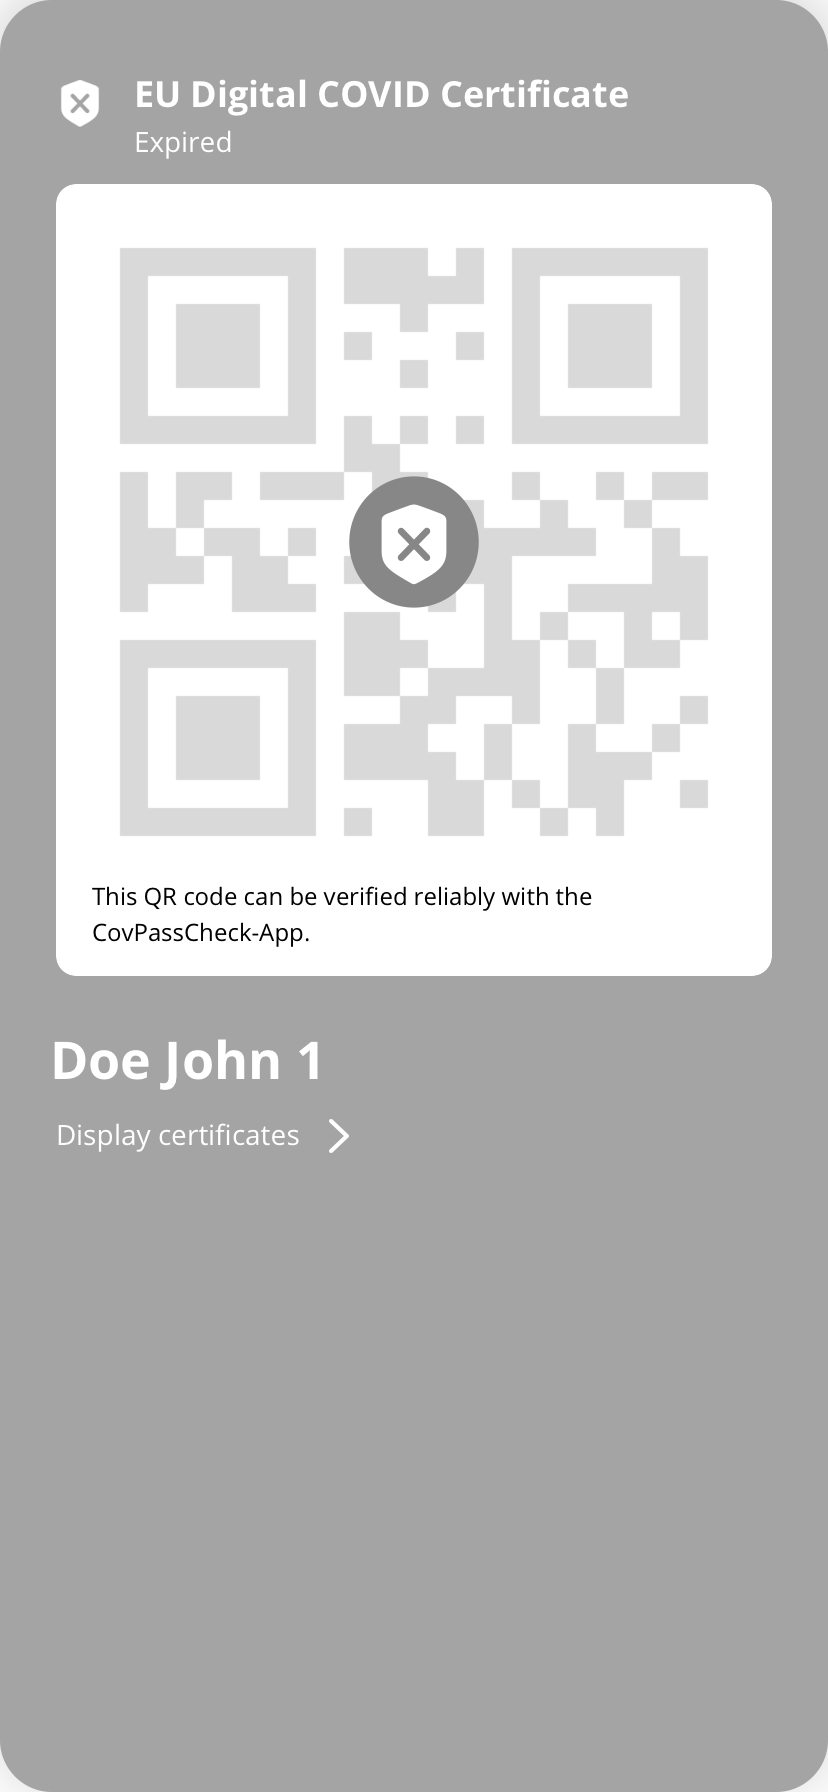 EU Digital COVID Certificate
Expired
This QR code can be verified reliably with the
CovPassCheck-App.
Doe John 1
Display certificates